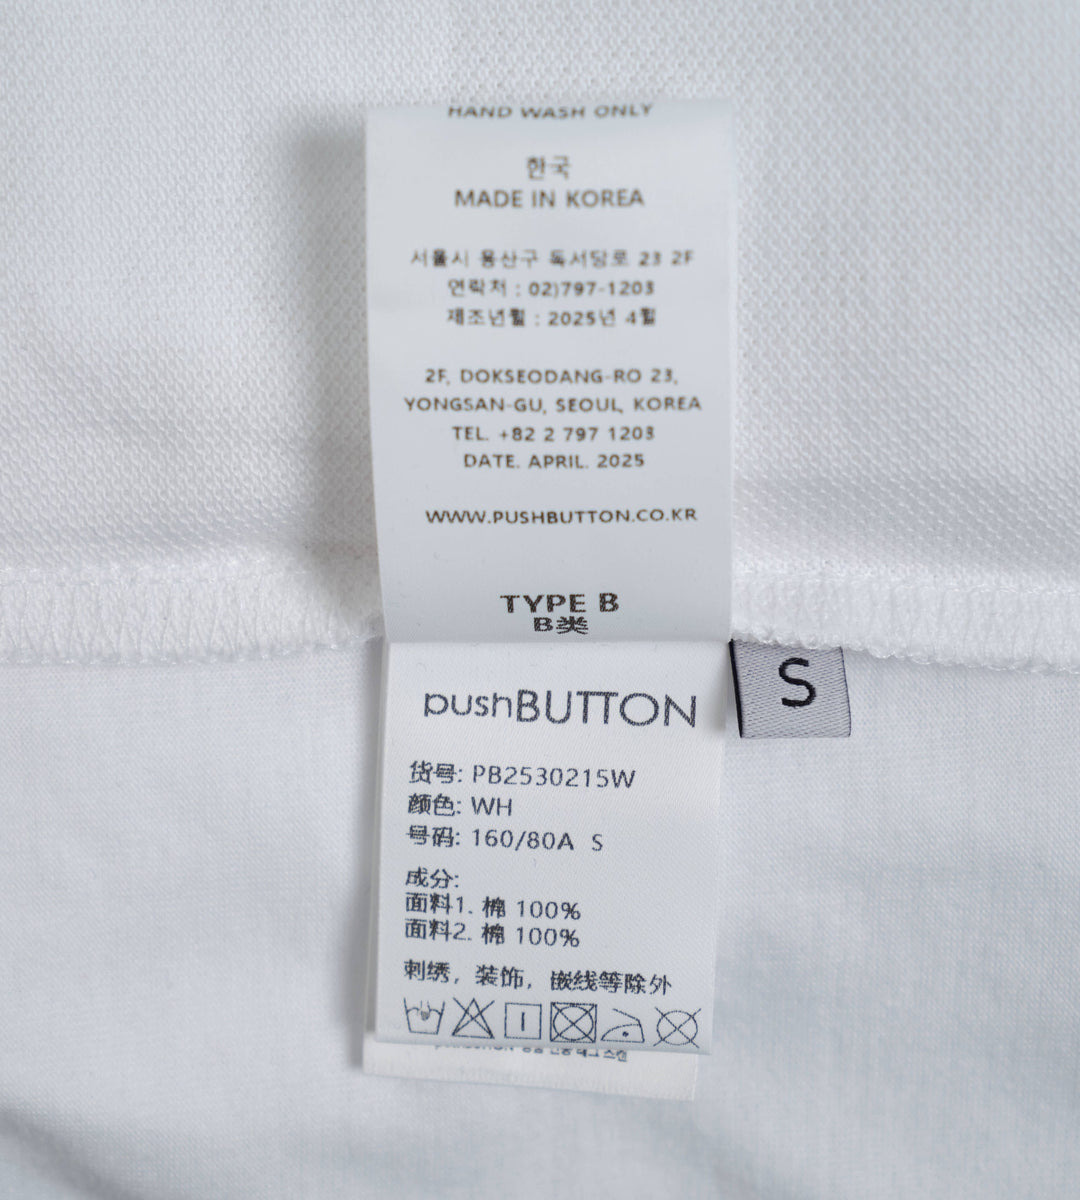 HAND WASH ONLY
한국
MADE IN KOREA
서울시 용산구 독서당로 23 2F
연락처 : 02)797-1203
제조년월 : 2025년 4월
2F, DOKSEODANG-RO 23,
YONGSAN-GU, SEOUL, KOREA
TEL. +82 2 797 1203
DATE. APRIL. 2025
WWW.PUSHBUTTON.CO.KR
TYPE B
B类
S
pushBUTTON
货号: PB2530215W
颜色: WH
号码: 160/80A S
成分:
面料1. 棉 100%
面料2. 棉 100%
刺绣, 装饰, 嵌线等除外